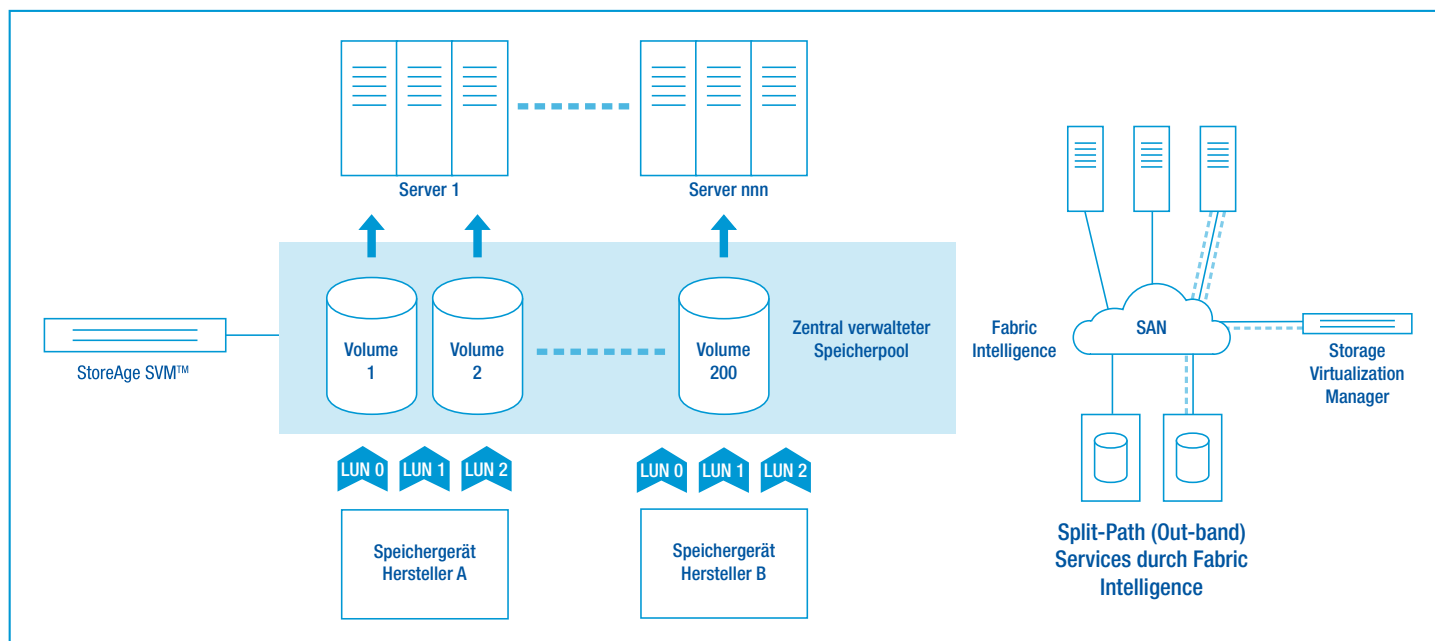 Server 1
Server nnn
StoreAge SVM™
Volume
1
Volume
2
Volume
200
Zentral verwalteter
Speicherpool
LUN 0
LUN 1
LUN 2
LUN 0
LUN 1
LUN 2
Speichergerät
Hersteller A
Speichergerät
Hersteller B
Fabric
Intelligence
SAN
Storage
Virtualization
Manager
Split-Path (Out-band)
Services durch Fabric
Intelligence